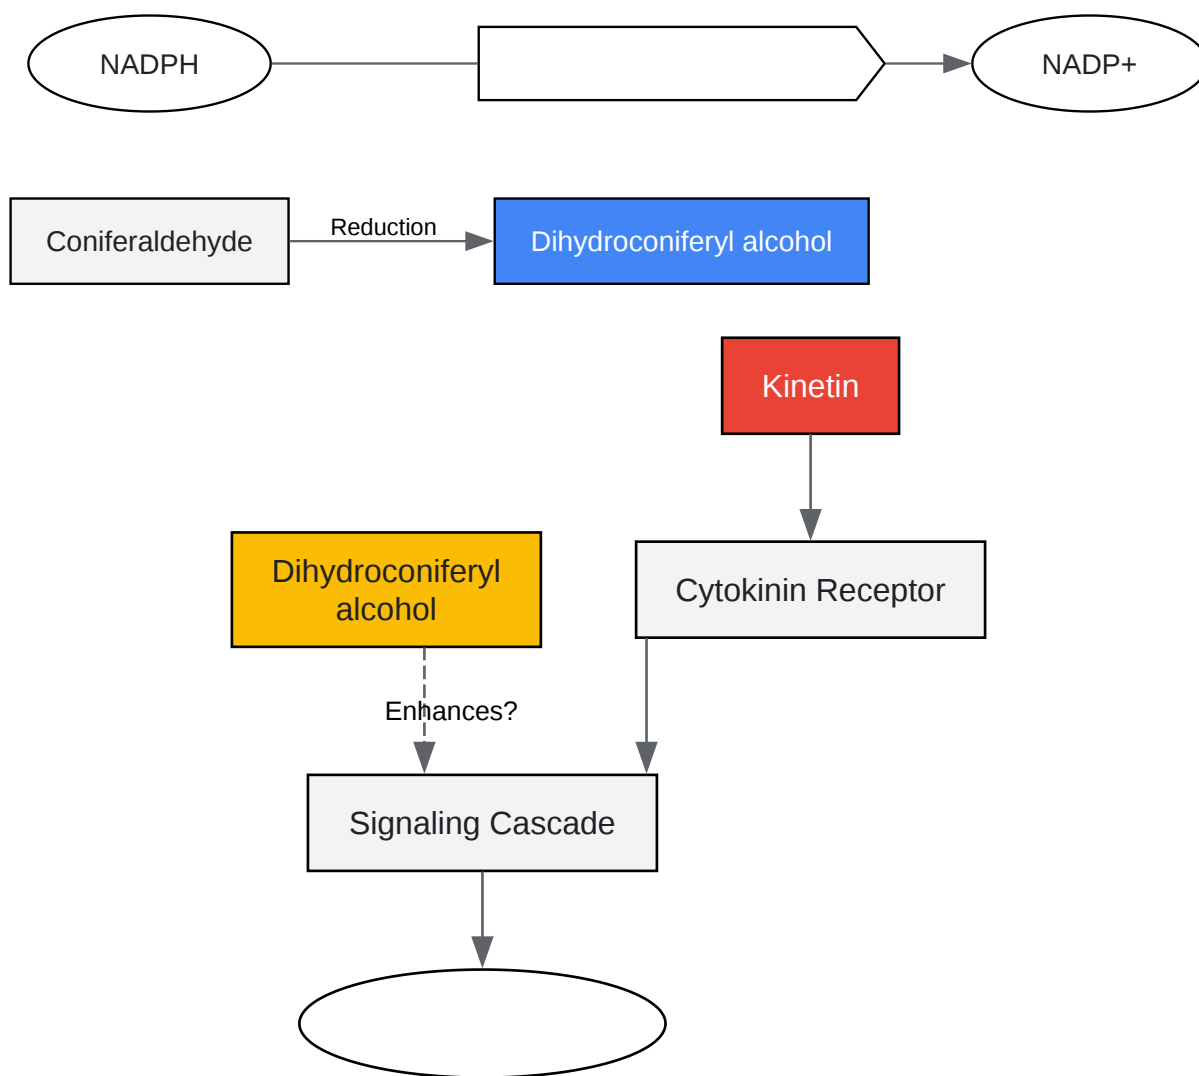 NADPH
NADP+
Coniferaldehyde
Reduction
Dihydroconiferyl alcohol
Kinetin
Dihydroconiferyl
alcohol
Cytokinin Receptor
Enhances?
Signaling Cascade